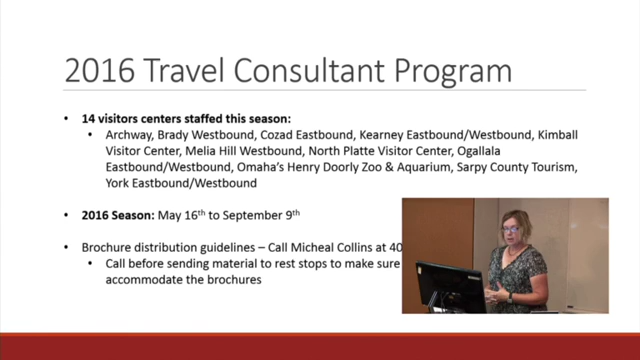 2016 Travel Consultant Program
• 14 visitors centers staffed this season:
• Archway, Brady Westbound, Cozad Eastbound, Kearney Eastbound/Westbound, Kimball
Visitor Center, Melia Hill Westbound, North Platte Visitor Center, Ogallala
Eastbound/Westbound, Omaha's Henry Doorly Zoo & Aquarium, Sarpy County Tourism,
York Eastbound/Westbound
• 2016 Season: May 16th to September 9th
• Brochure distribution guidelines – Call Micheal Collins at 40
• Call before sending material to rest stops to make sure
accommodate the brochures